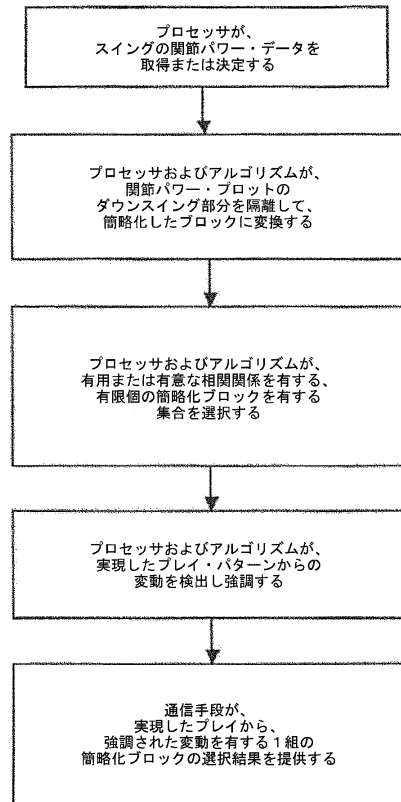 プロセッサが、
スイングの関節パワー・データを
取得または決定する
プロセッサおよびアルゴリズムが、
関節パワー・プロットの
ダウンスイング部分を隔離して、
簡略化したブロックに変換する
プロセッサおよびアルゴリズムが、
有用または有意な相関関係を有する、
有限個の簡略化ブロックを有する
集合を選択する
プロセッサおよびアルゴリズムが、
実現したプレイ・パターンからの
変動を検出し強調する
通信手段が、
実現したプレイから、
強調された変動を有する1組の
簡略化ブロックの選択結果を提供する